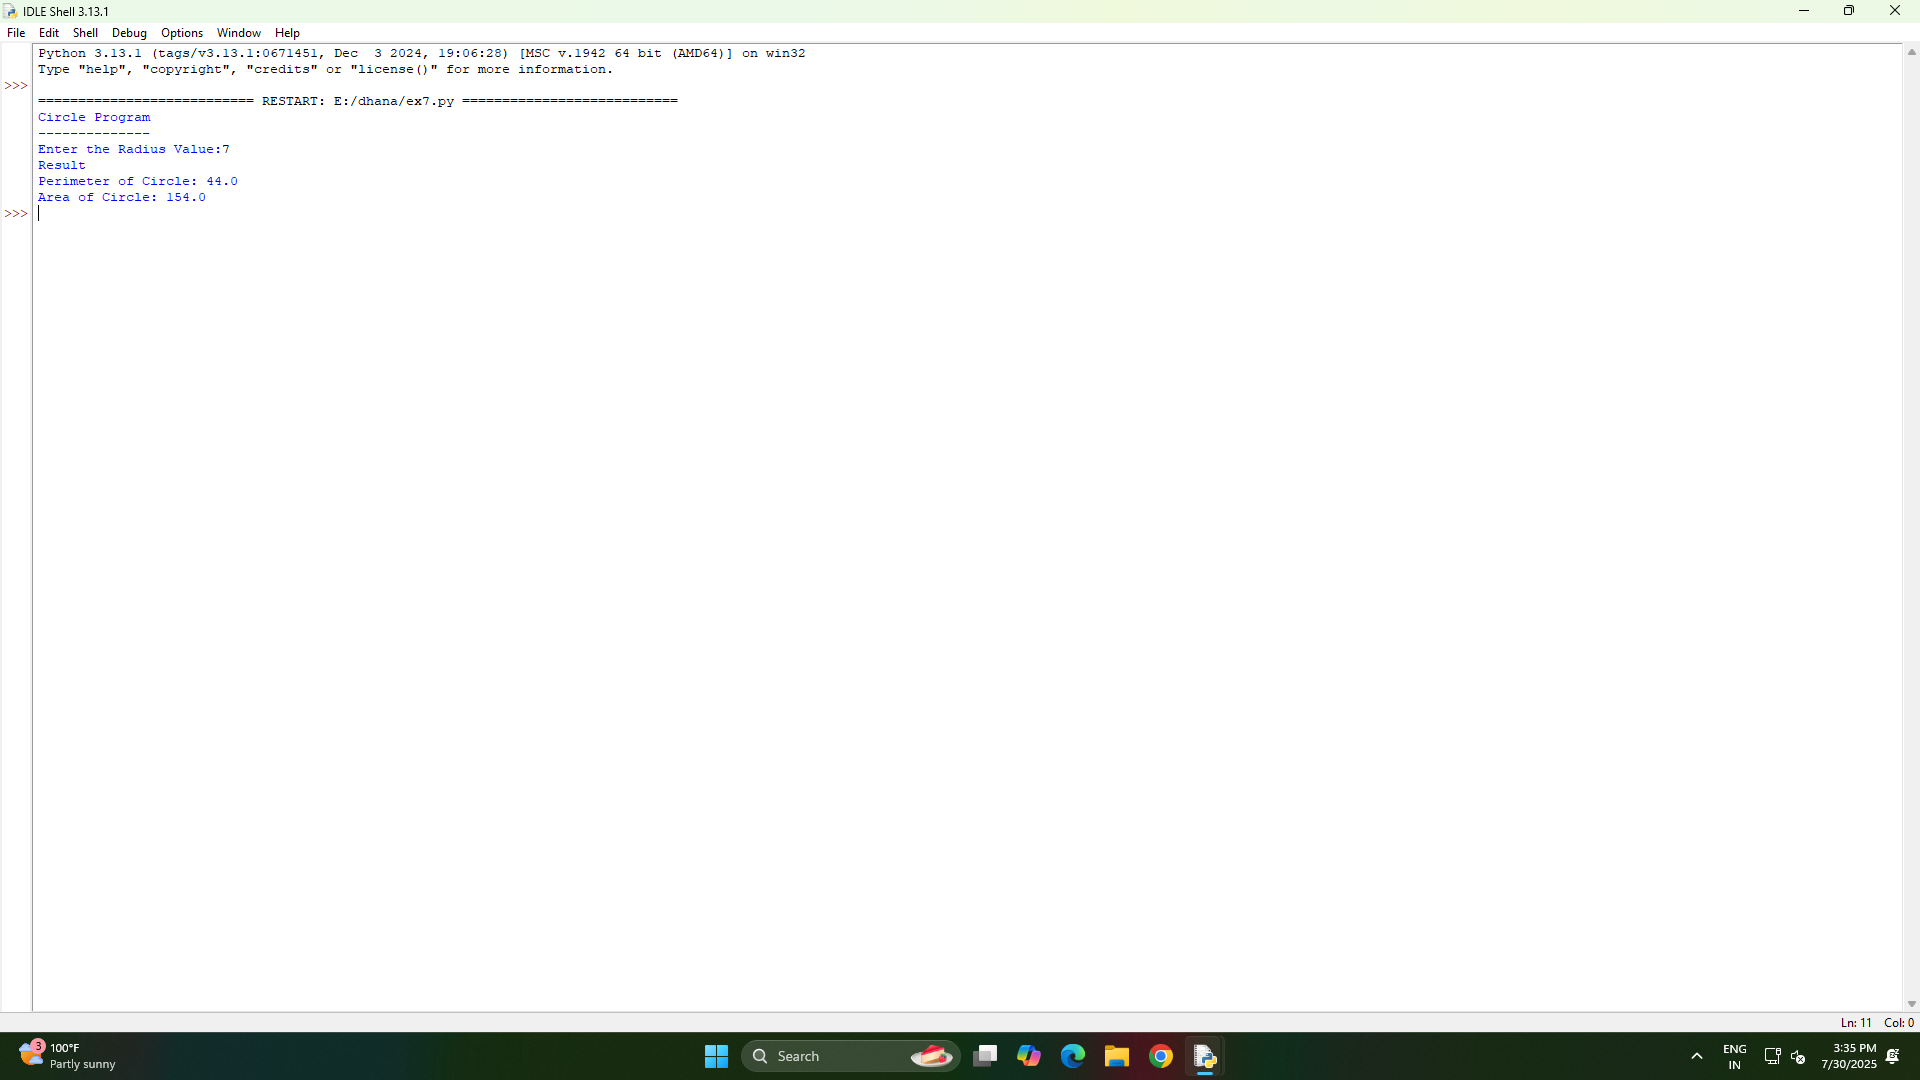 IDLE Shell 3.13.1
File Edit Shell Debug Options Window Help
Python 3.13.1 (tags/v3.13.1:0671451, Dec  3 2024, 19:06:28) [MSC v.1942 64 bit (AMD64)] on win32
Type "help", "copyright", "credits" or "license()" for more information.
>>>
=========================== RESTART: E:/dhana/ex7.py ===========================
Circle Program
--------------
Enter the Radius Value:7
Result
Perimeter of Circle: 44.0
Area of Circle: 154.0
>>>
Ln: 11 Col: 0
3
100°F
Partly sunny
Search
ENG
IN
3:35 PM
7/30/2025